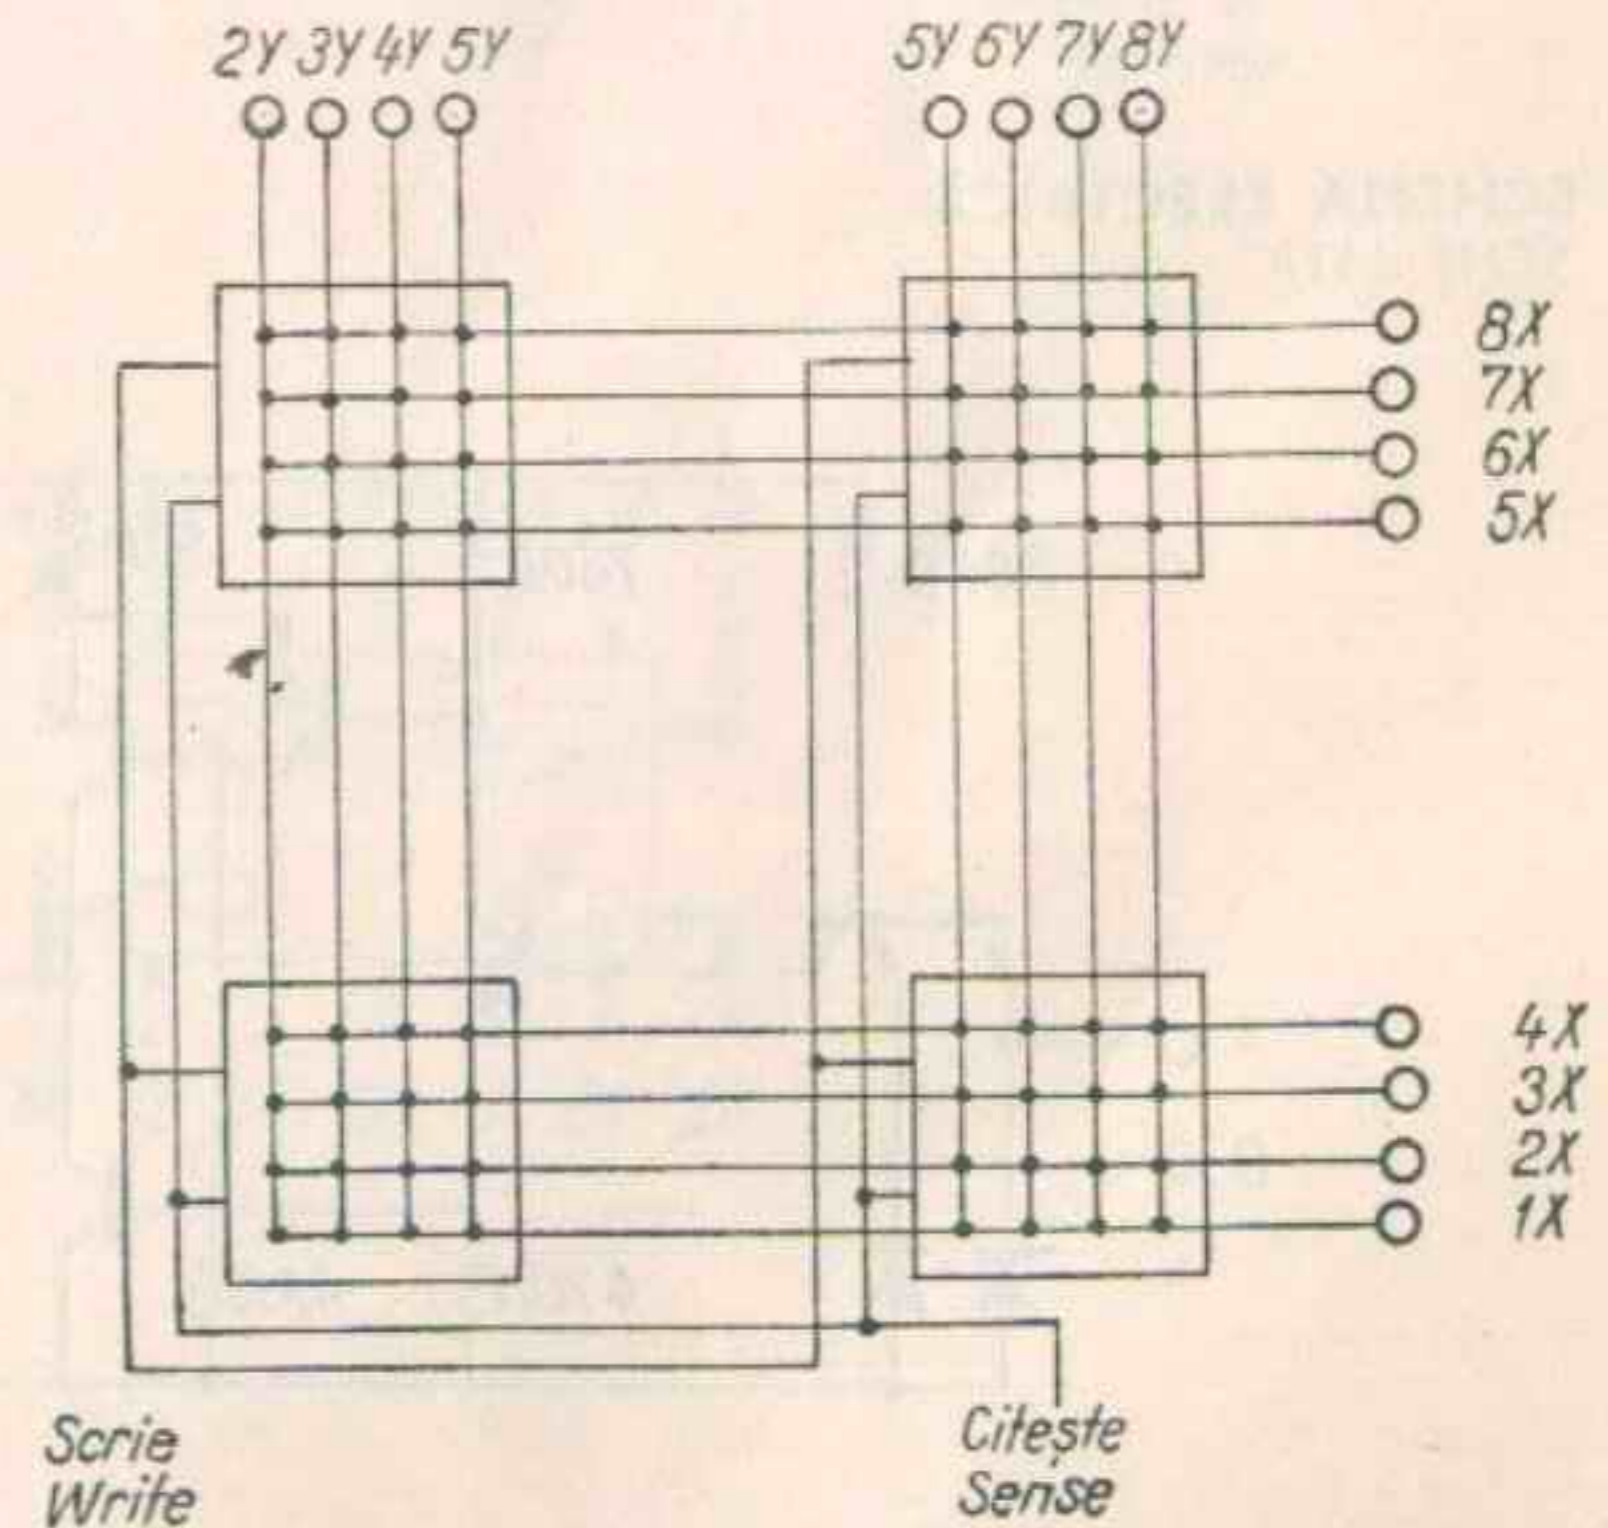 2Y 3Y 4Y 5Y
5Y 6Y 7Y 8Y
8X
7X
6X
5X
4X
3X
2X
1X
Scrie
Write
Citește
Sense